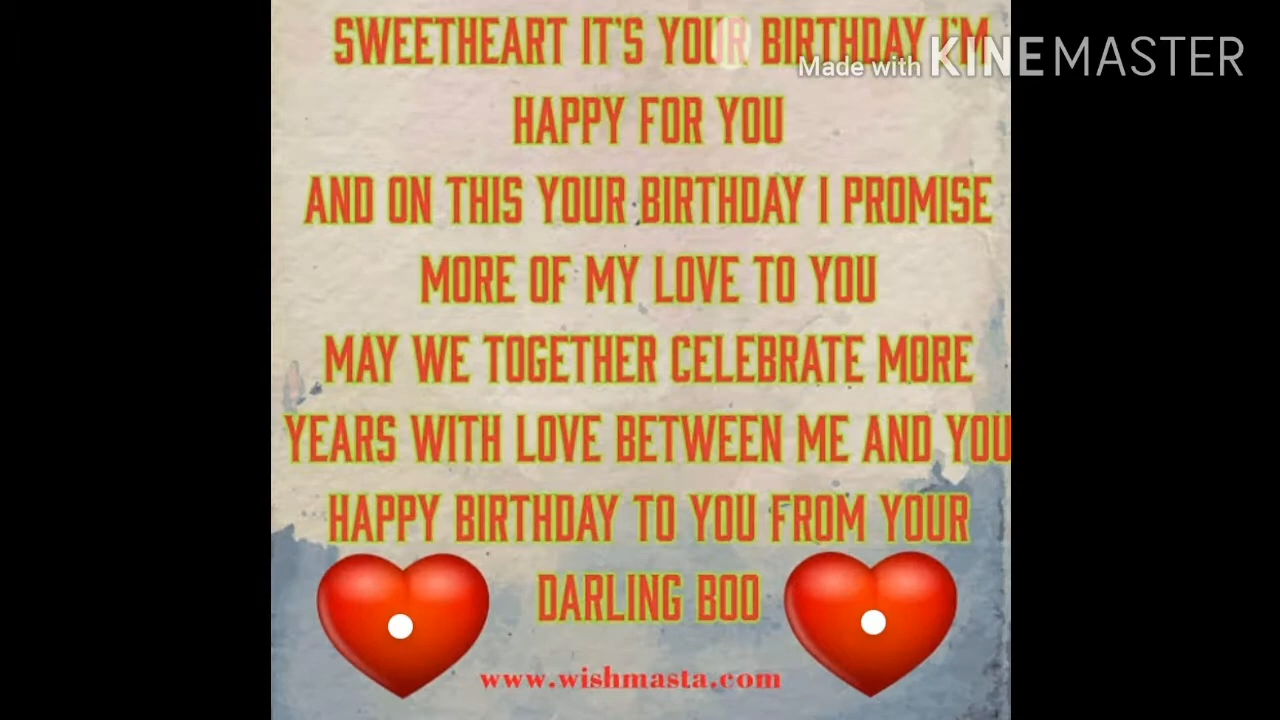 SWEETHEART IT'S YOUR BIRTHDAY I'M
Made with KINEMASTER
HAPPY FOR YOU
AND ON THIS YOUR BIRTHDAY I PROMISE
MORE OF MY LOVE TO YOU
MAY WE TOGETHER CELEBRATE MORE
YEARS WITH LOVE BETWEEN ME AND YOU
HAPPY BIRTHDAY TO YOU FROM YOUR
DARLING BOO
www.wishmasta.com